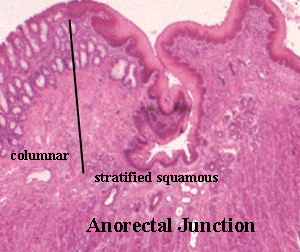 columnar
stratified squamous
Anorectal Junction